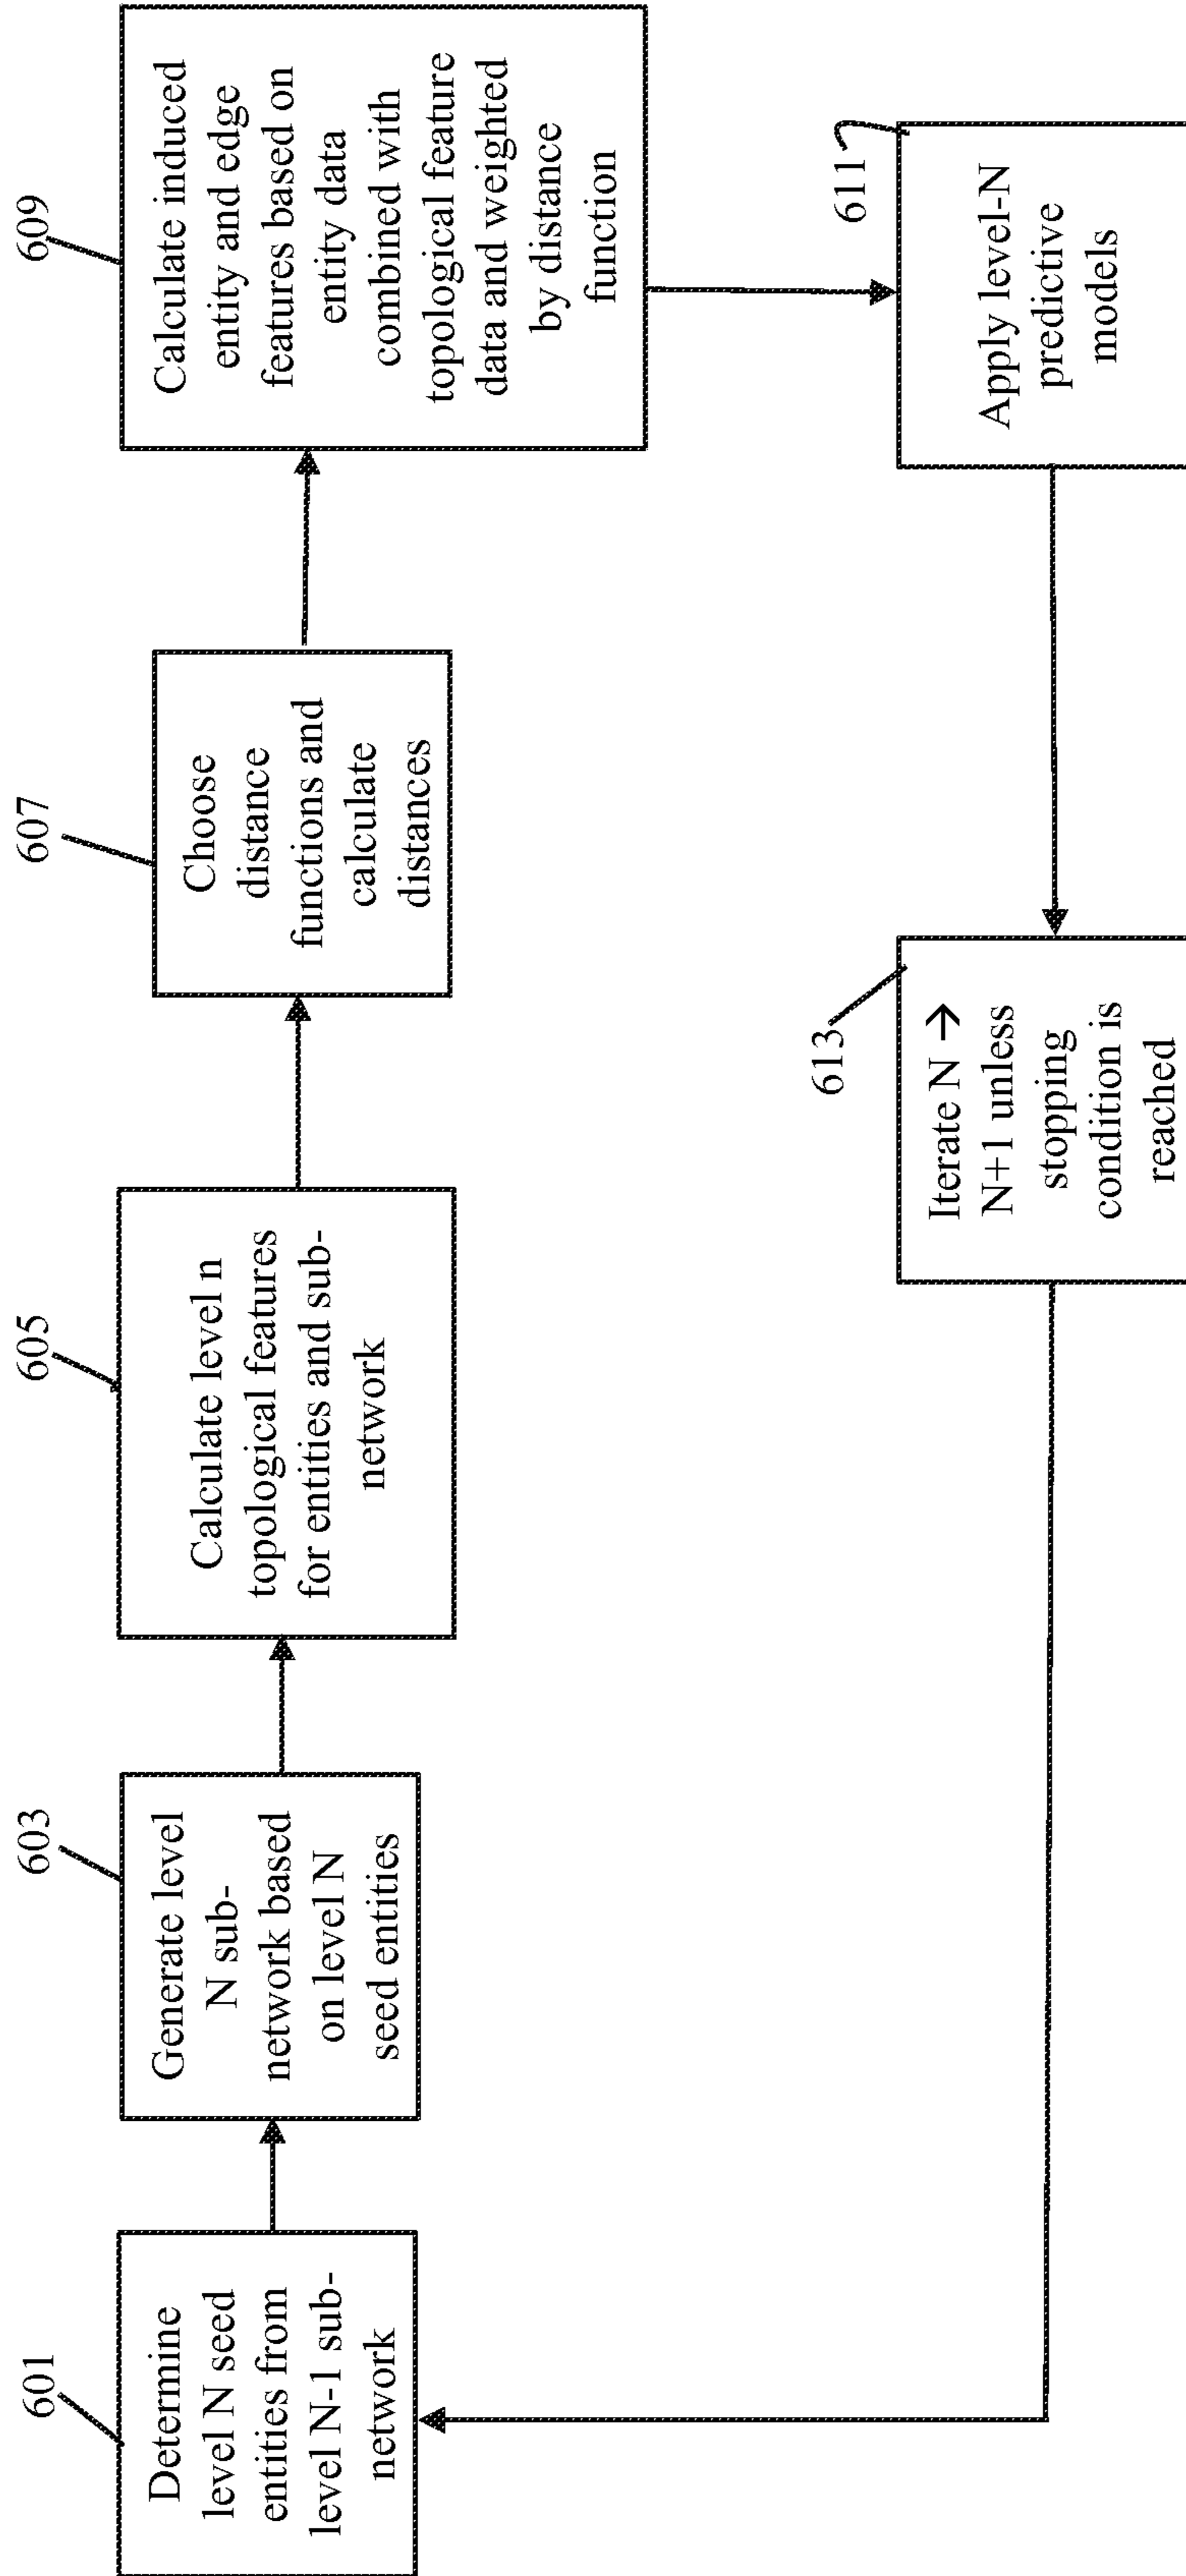 601
Determine
level N seed
entities from
level N-1 sub-
network
603
Generate level
N sub-
network based
on level N
seed entities
605
Calculate level n
topological features
for entities and sub-
network
607
Choose
distance
functions and
calculate
distances
609
Calculate induced
entity and edge
features based on
entity data
combined with
topological feature
data and weighted
by distance
function
611
Apply level-N
predictive
models
613
Iterate N →
N+1 unless
stopping
condition is
reached